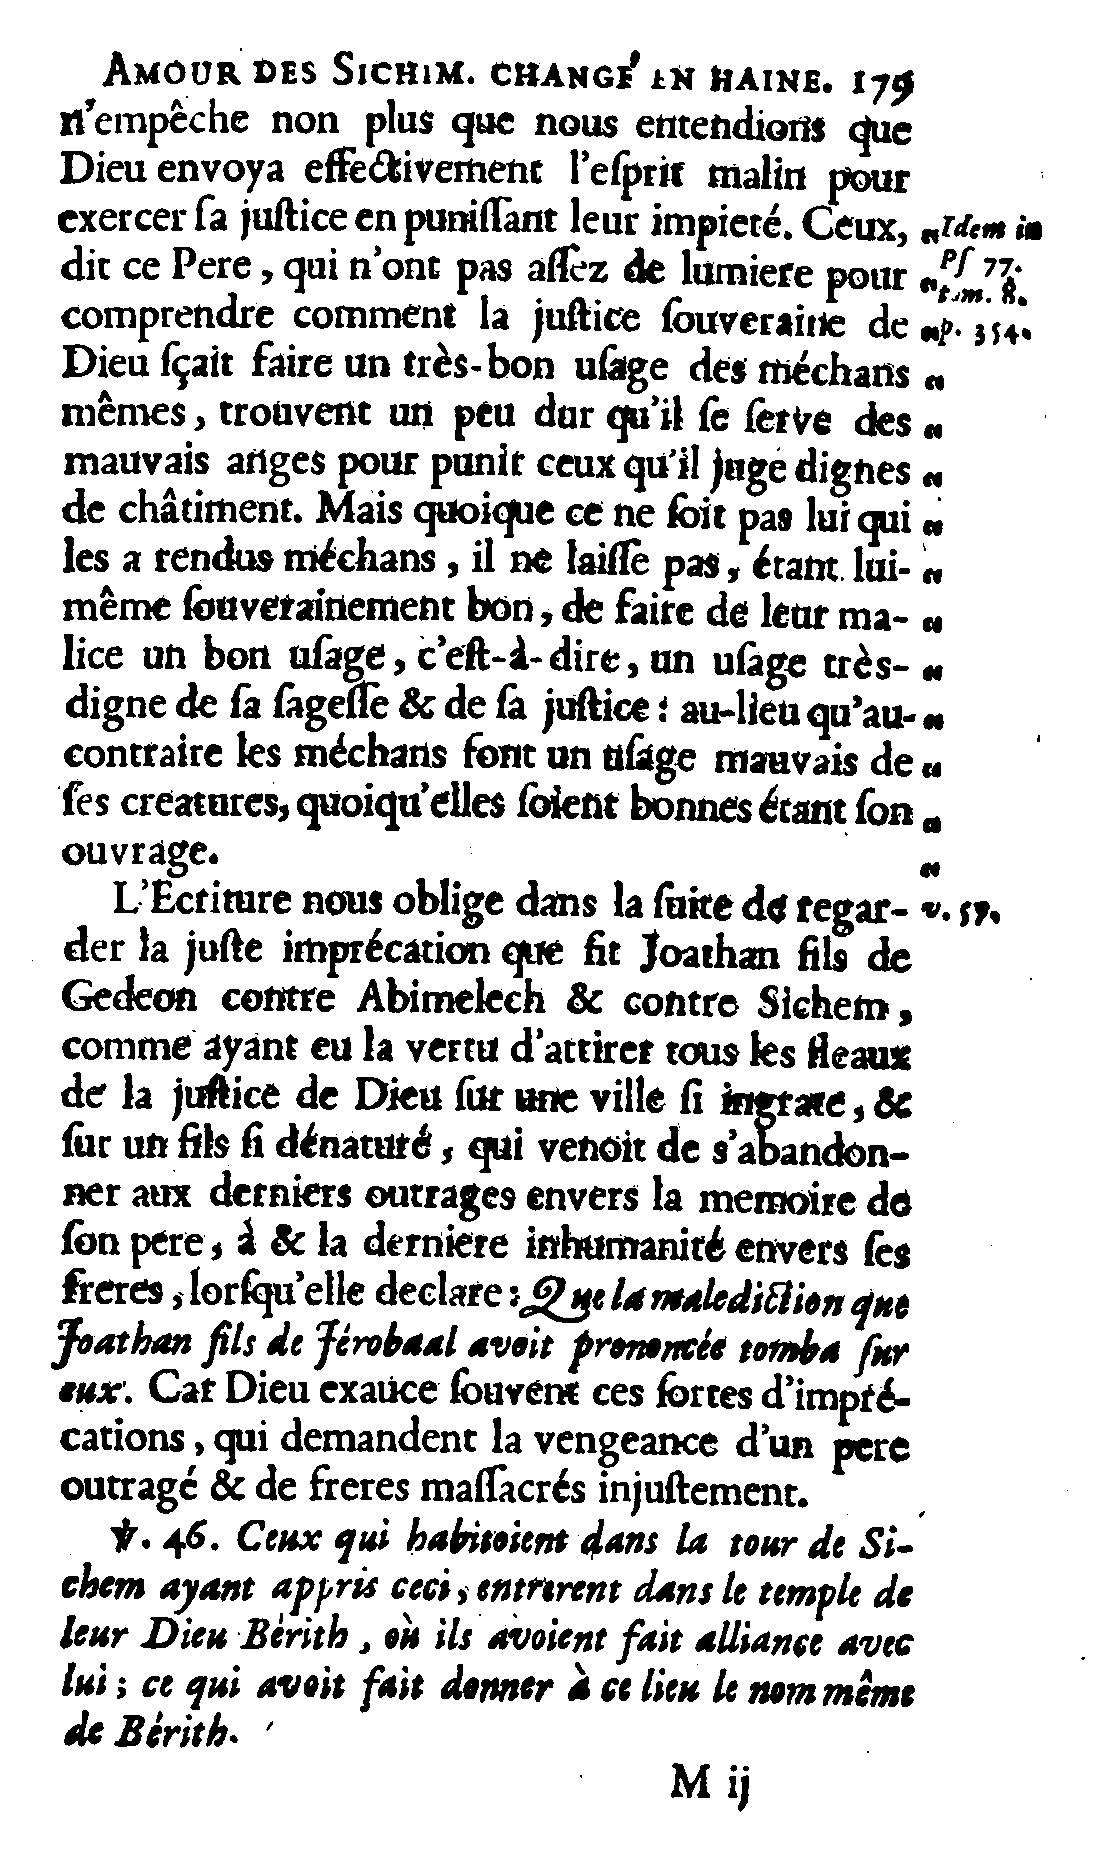 AMOUR DES SICHIM. CHANGÉ EN HAINE. 179
n'empêche non plus que nous entendions que
Dieu envoya effectivement l'eſprit malin pour
exercer ſa juſtice en puniſſant leur impieté. Ceux, „ Idem in
dit ce Pere, qui n'ont pas aſſez de lumiere pour „ Pſ 77.
tom. 8.
comprendre comment la juſtice ſouveraine de „ p. 354.
Dieu ſçait faire un très-bon uſage des méchans „
mêmes, trouvent un peu dur qu'il ſe ſerve des „
mauvais anges pour punir ceux qu'il juge dignes „
de châtiment. Mais quoique ce ne ſoit pas lui qui „
les a rendus méchans, il ne laiſſe pas, étant lui- „
même ſouverainement bon, de faire de leur ma- „
lice un bon uſage, c'eſt-à-dire, un uſage très- „
digne de ſa ſageſſe & de ſa juſtice : au-lieu qu'au- „
contraire les méchans font un uſage mauvais de „
ſes creatures, quoiqu'elles ſoient bonnes étant ſon „
ouvrage. „
L'Ecriture nous oblige dans la ſuite de regar- v. 57.
der la juſte imprécation que fit Joathan fils de
Gedeon contre Abimelech & contre Sichem,
comme ayant eu la vertu d'attirer tous les fleaux
de la juſtice de Dieu ſur une ville ſi ingrate, &
ſur un fils ſi dénaturé, qui venoit de s'abandon-
ner aux derniers outrages envers la memoire de
ſon pere, à & la derniere inhumanité envers ſes
freres, lorſqu'elle declare : Que la malediction que
Joathan fils de Jérobaal avoit prononcée tomba ſur
eux. Car Dieu exauce ſouvent ces ſortes d'impré-
cations, qui demandent la vengeance d'un pere
outragé & de freres maſſacrés injuſtement.
℣. 46. Ceux qui habitoient dans la tour de Si-
chem ayant appris ceci, entrerent dans le temple de
leur Dieu Bérith, où ils avoient fait alliance avec
lui ; ce qui avoit fait donner à ce lieu le nom même
de Bérith.
M ij